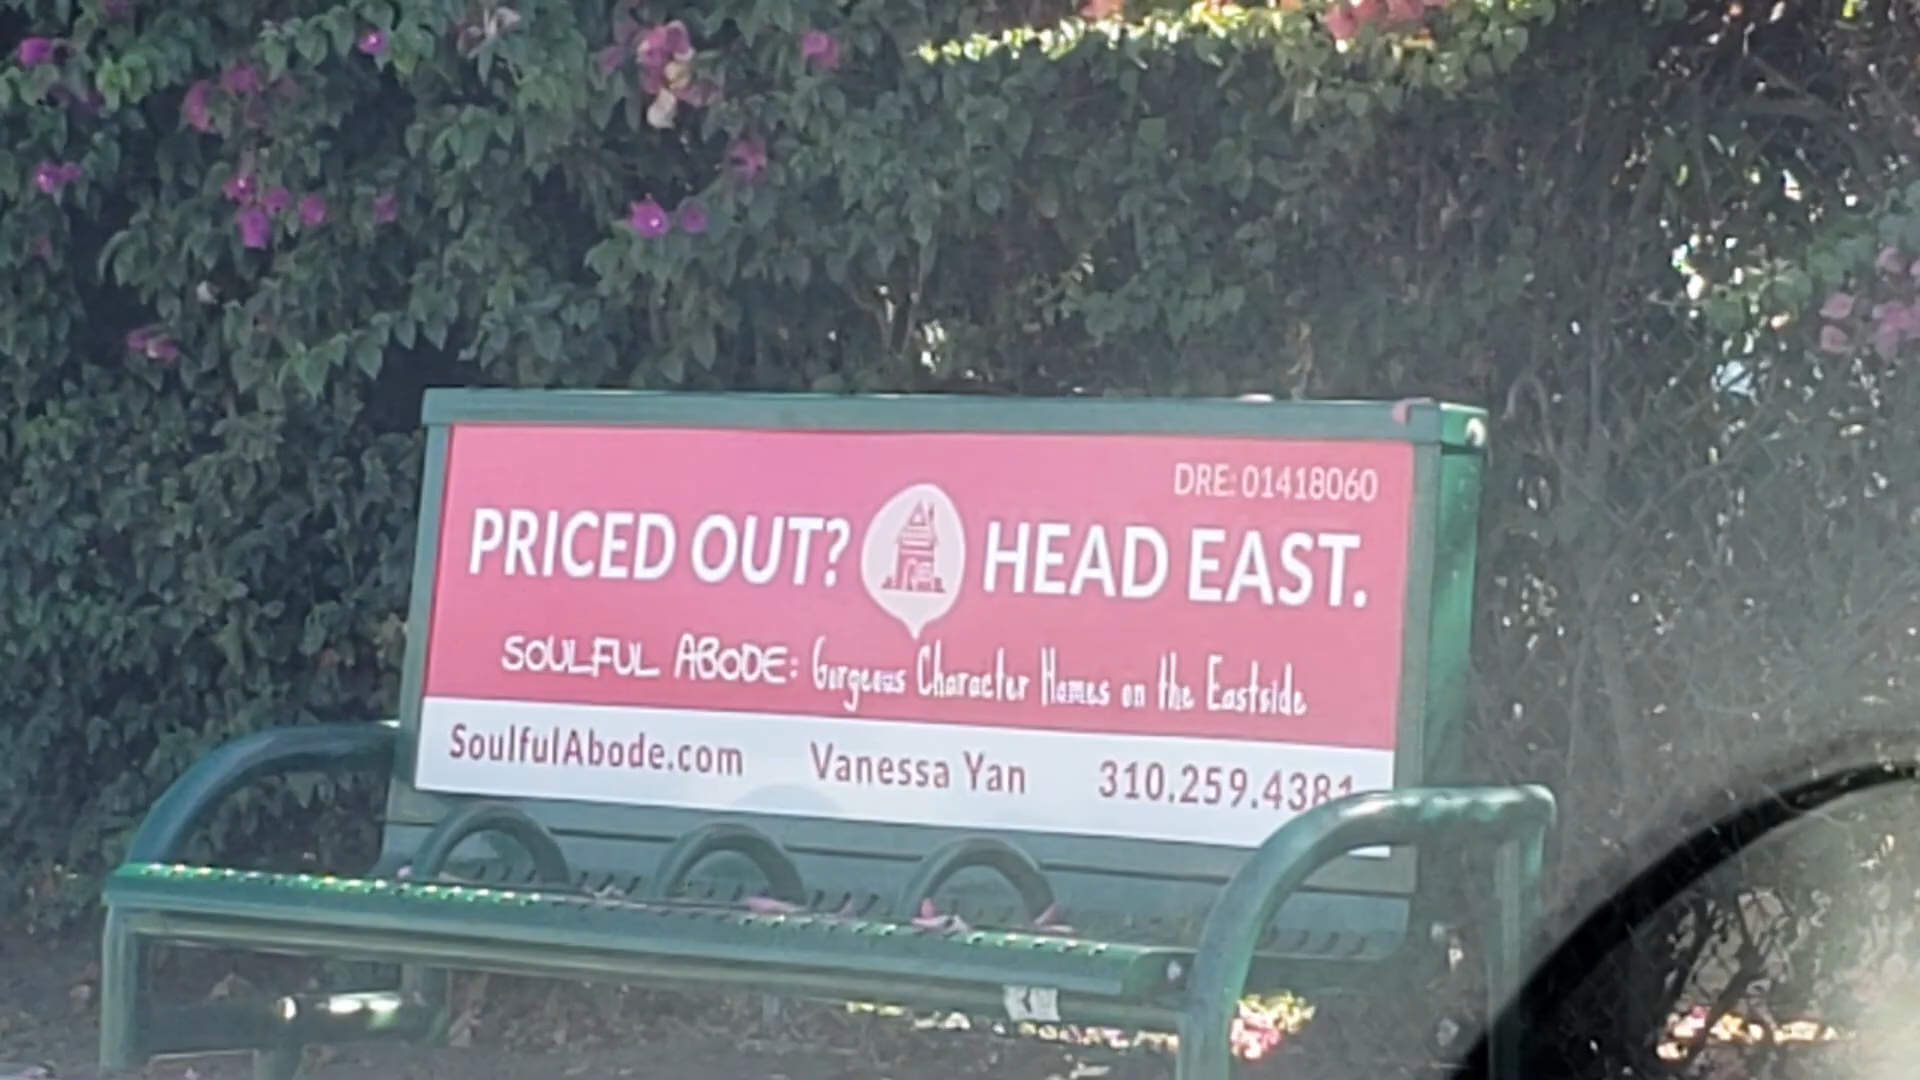 DRE: 01418060
PRICED OUT? HEAD EAST.
SOULFUL ABODE: Gorgeous Character Homes on the Eastside
SoulfulAbode.com Vanessa Yan 310.259.4381